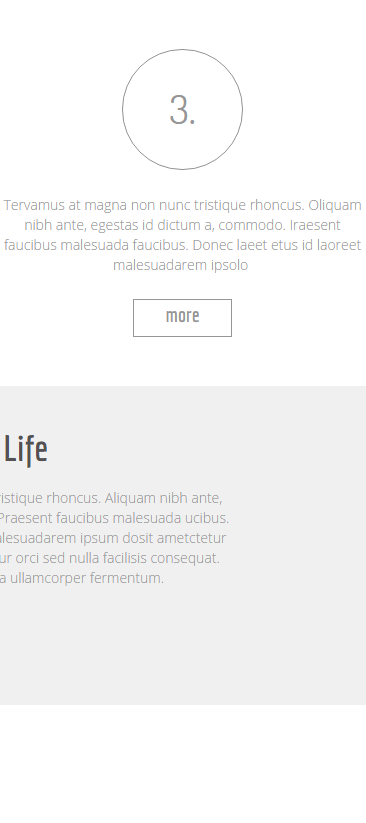 3.
Tervamus at magna non nunc tristique rhoncus. Oliquam
nibh ante, egestas id dictum a, commodo. Iraesent
faucibus malesuada faucibus. Donec laeet etus id laoreet
malesuadarem ipsolo
more
Life
istique rhoncus. Aliquam nibh ante,
Praesent faucibus malesuada ucibus.
alesuadarem ipsum dosit ametctetur
ur orci sed nulla facilisis consequat.
a ullamcorper fermentum.